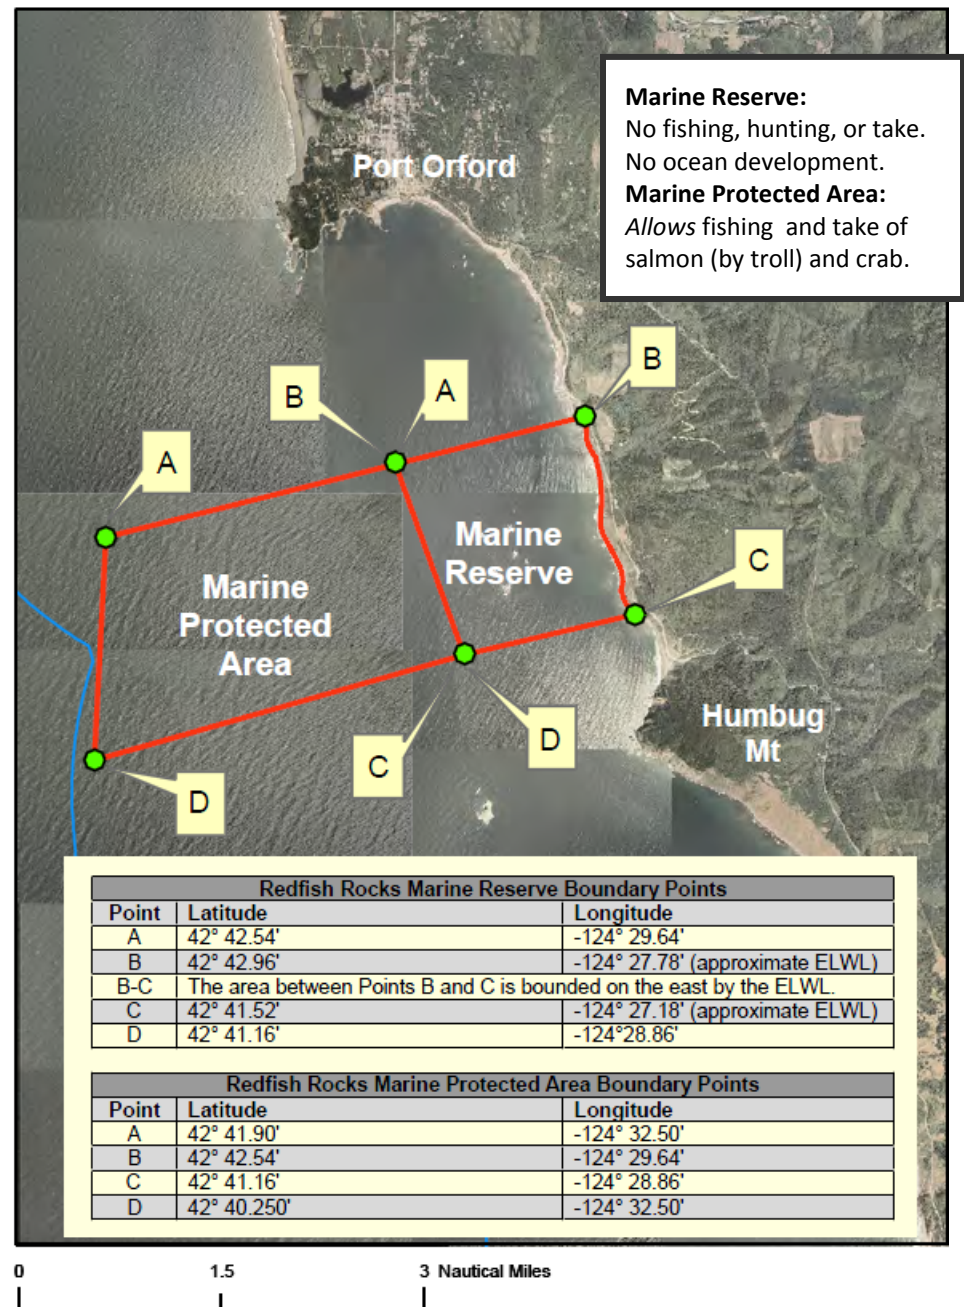 Marine Reserve:
No fishing, hunting, or take.
No ocean development.
Marine Protected Area:
Allows fishing and take of
salmon (by troll) and crab.
Port Orford
B
A
B
A
Marine
Reserve
C
Marine
Protected
Area
Humbug
Mt
D
C
D
Redfish Rocks Marine Reserve Boundary Points
Point Latitude Longitude
A 42° 42.54' -124° 29.64'
B 42° 42.96' -124° 27.78' (approximate ELWL)
B-C The area between Points B and C is bounded on the east by the ELWL.
C 42° 41.52' -124° 27.18' (approximate ELWL)
D 42° 41.16' -124°28.86'
Redfish Rocks Marine Protected Area Boundary Points
Point Latitude Longitude
A 42° 41.90' -124° 32.50'
B 42° 42.54' -124° 29.64'
C 42° 41.16' -124° 28.86'
D 42° 40.250' -124° 32.50'
0 1.5 3 Nautical Miles